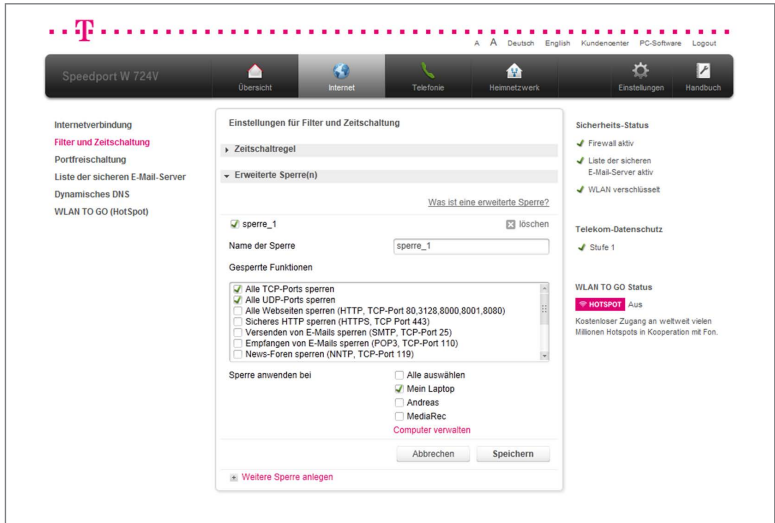 T
A A Deutsch English Kundencenter PC-Software Logout
Speedport W 724V
Übersicht
Internet
Telefonie
Heimnetzwerk
Einstellungen
Handbuch
Internetverbindung
Filter und Zeitschaltung
Portfreischaltung
Liste der sicheren E-Mail-Server
Dynamisches DNS
WLAN TO GO (HotSpot)
Einstellungen für Filter und Zeitschaltung
Zeitschaltregel
Erweiterte Sperre(n)
Was ist eine erweiterte Sperre?
sperre_1 löschen
Name der Sperre sperre_1
Gesperrte Funktionen
Alle TCP-Ports sperren
Alle UDP-Ports sperren
Alle Webseiten sperren (HTTP, TCP-Port 80,3128,8000,8001,8080)
Sicheres HTTP sperren (HTTPS, TCP Port 443)
Versenden von E-Mails sperren (SMTP, TCP-Port 25)
Empfangen von E-Mails sperren (POP3, TCP-Port 110)
News-Foren sperren (NNTP, TCP-Port 119)
Sperre anwenden bei Alle auswählen
Mein Laptop
Andreas
MediaRec
Computer verwalten
Abbrechen Speichern
Weitere Sperre anlegen
Sicherheits-Status
Firewall aktiv
Liste der sicheren
E-Mail-Server aktiv
WLAN verschlüsselt
Telekom-Datenschutz
Stufe 1
WLAN TO GO Status
HOTSPOT Aus
Kostenloser Zugang an weltweit vielen
Millionen Hotspots in Kooperation mit Fon.